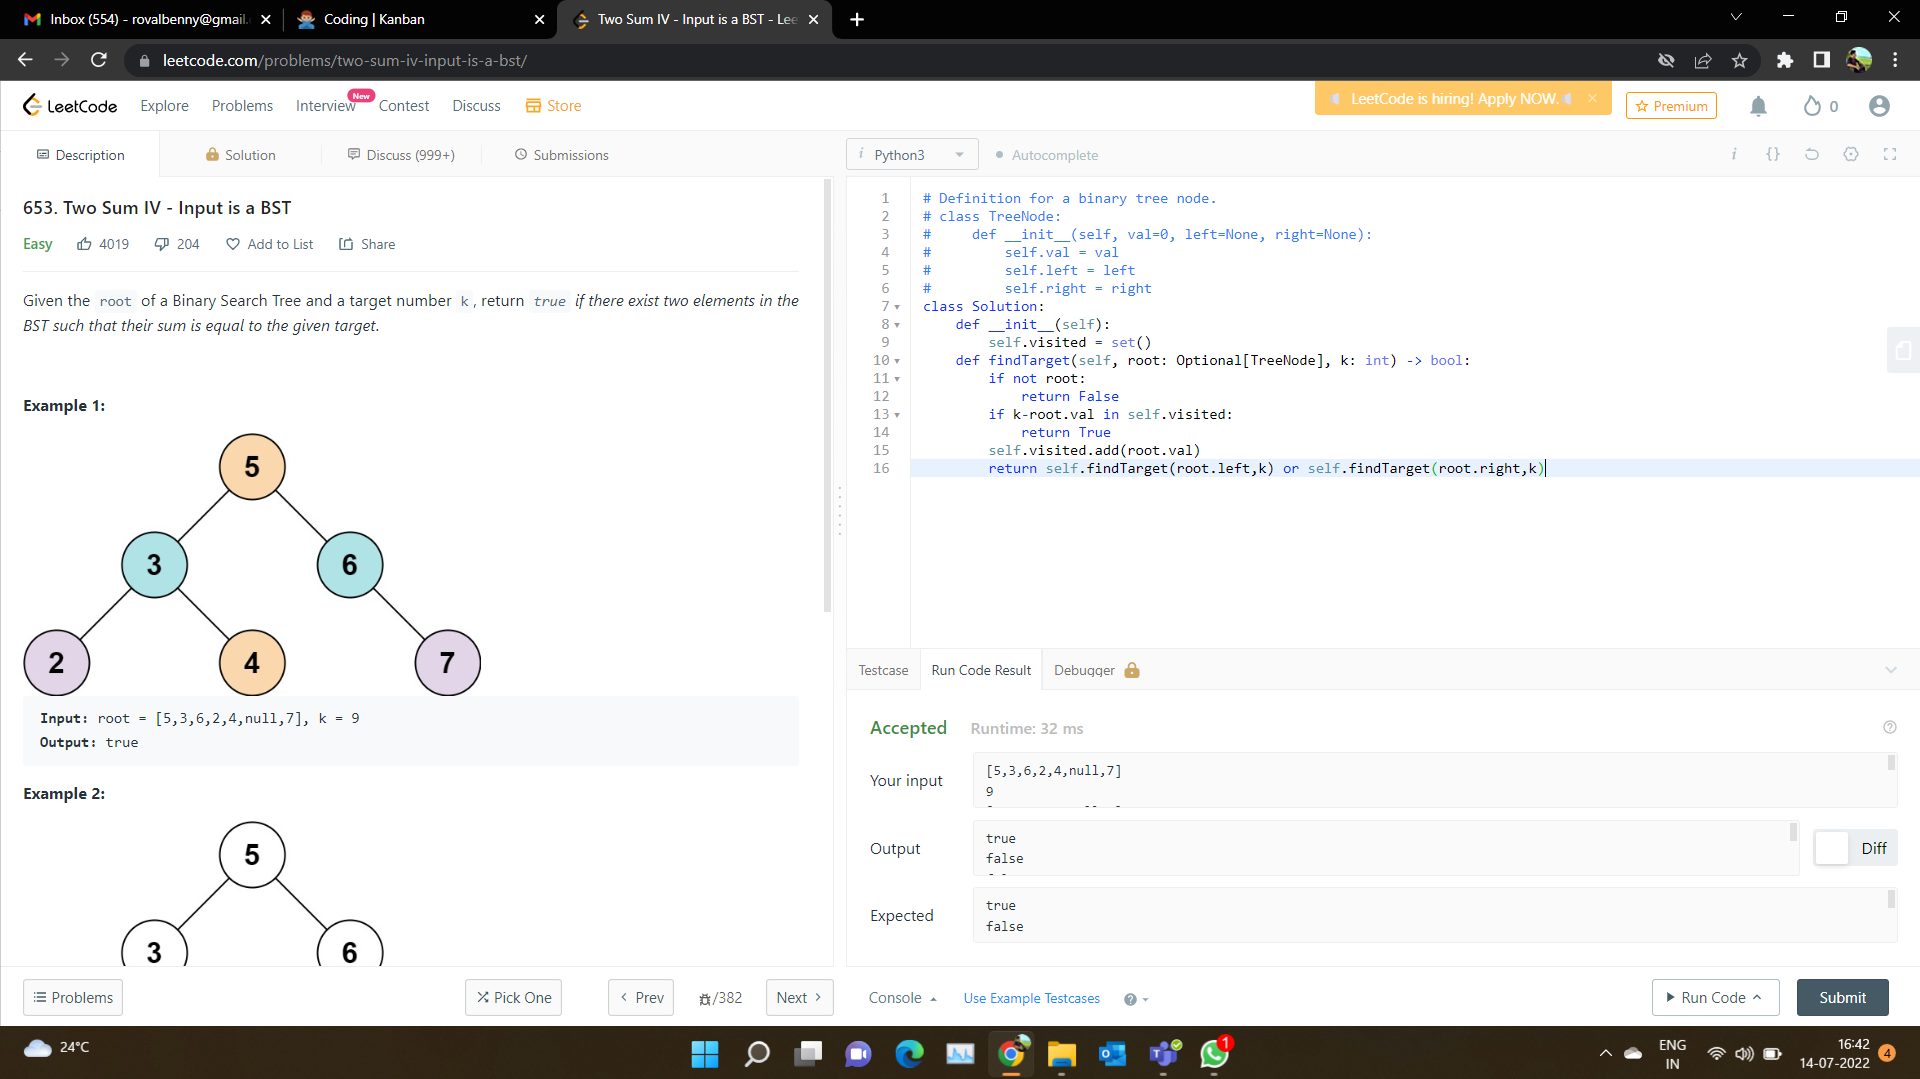 Inbox (554) - rovalbenny@gmail.
Coding | Kanban
Two Sum IV - Input is a BST - Lee
leetcode.com/problems/two-sum-iv-input-is-a-bst/
LeetCode
Explore
Problems
Interview
New
Contest
Discuss
Store
LeetCode is hiring! Apply NOW.
Premium
0
Description
Solution
Discuss (999+)
Submissions
653. Two Sum IV - Input is a BST
Easy
4019
204
Add to List
Share
Given the root of a Binary Search Tree and a target number k, return true if there exist two elements in the
BST such that their sum is equal to the given target.
Example 1:
5
3
6
2
4
7
Input: root = [5,3,6,2,4,null,7], k = 9
Output: true
Example 2:
5
3
6
Problems
Pick One
Prev
/382
Next
i Python3
Autocomplete
i
{}
1 # Definition for a binary tree node.
2 # class TreeNode:
3 #     def __init__(self, val=0, left=None, right=None):
4 #         self.val = val
5 #         self.left = left
6 #         self.right = right
7 class Solution:
8     def __init__(self):
9         self.visited = set()
10     def findTarget(self, root: Optional[TreeNode], k: int) -> bool:
11         if not root:
12             return False
13         if k-root.val in self.visited:
14             return True
15         self.visited.add(root.val)
16         return self.findTarget(root.left,k) or self.findTarget(root.right,k)
Testcase
Run Code Result
Debugger
Accepted
Runtime: 32 ms
Your input
[5,3,6,2,4,null,7]
9
Output
true
false
Diff
Expected
true
false
Console
Use Example Testcases
Run Code
Submit
24°C
1
ENG
IN
16:42
14-07-2022
4